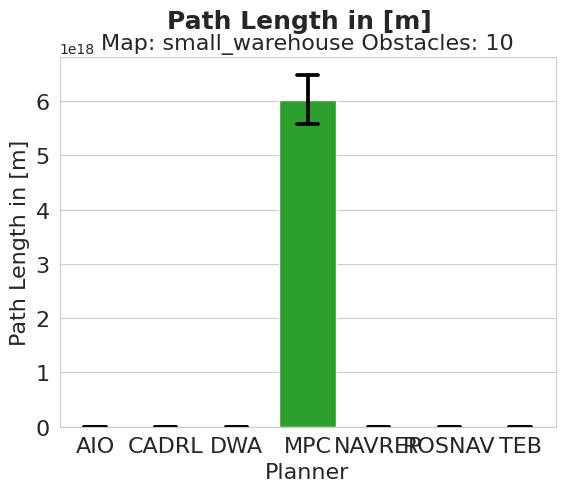 Path Length in [m]
Map: small_warehouse Obstacles: 10
1e18
6
5
4
3
2
1
0
Path Length in [m]
AIO CADRL DWA MPC NAVREP ROSNAV TEB
Planner